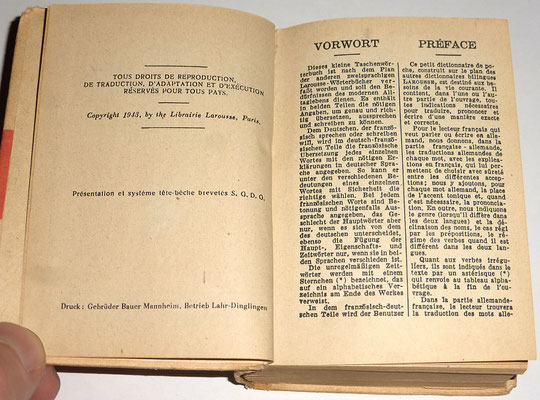 TOUS DROITS DE REPRODUCTION,
DE TRADUCTION, D'ADAPTATION ET D'EXÉCUTION
RÉSERVÉS POUR TOUS PAYS.
Copyright 1943, by the Librairie Larousse, Paris.
Présentation et système tête-bêche brevetés S. G. D. G.
Druck : Gebrüder Bauer Mannheim, Betrieb Lahr-Dinglingen
VORWORT
Dieses kleine Taschenwör-
terbuch ist nach dem Plan
der anderen zweisprachigen
Larousse-Wörterbücher ver-
faßt worden und soll den Be-
dürfnissen des modernen All-
taglebens dienen. Es enthält
in beiden Teilen die nötigen
Angaben, um genau und rich-
tig übersetzen, aussprechen
und schreiben zu können.
Dem Deutschen, der franzö-
sisch sprechen oder schreiben
will, wird im deutsch-franzö-
sischen Teile die französische
Übersetzung jedes einzelnen
Wortes mit den nötigen Er-
klärungen in deutscher Sprache
angegeben. So kann er
unter den verschiedenen Be-
deutungen eines einzelnen
Wortes mit Sicherheit die
richtige wählen. Bei jedem
französischen Worte sind Be-
tonung und nötigenfalls Aus-
sprache angegeben, das Ge-
schlecht der Hauptwörter aber
nur, wenn es sich von dem
des deutschen unterscheidet,
ebenso die Fügung der
Haupt-, Eigenschafts- und
Zeitwörter nur, wenn sie in bei-
den Sprachen verschieden ist.
Die unregelmäßigen Zeit-
wörter werden mit einem
Sternchen (*) bezeichnet, das
auf ein alphabetisches Ver-
zeichnis am Ende des Werkes
verweist.
In dem französisch-deut-
schen Teile wird der Benutzer
PRÉFACE
Ce petit dictionnaire de po-
che, construit sur le plan des
autres dictionnaires bilingues
LAROUSSE, est destiné aux be-
soins de la vie courante. Il
contient, dans l'une ou l'au-
tre partie de l'ouvrage, tou-
tes indications nécessaires
pour traduire, prononcer et
écrire d'une manière exacte
et correcte.
Pour le lecteur français qui
veut parler ou écrire en alle-
mand, nous donnons, dans la
partie française - allemande,
les traductions allemandes de
chaque mot, avec les explica-
tions en français, qui lui per-
mettent de choisir avec sûreté
entre les différentes accep-
tions; nous y ajoutons, pour
chaque mot allemand, la place
de l'accent tonique et, quand
c'est nécessaire, la prononcia-
tion. En outre, nous indiquons
le genre (lorsqu'il diffère dans
les deux langues) et la dé-
clinaison des noms, le cas régi
par les prépositions, le ré-
gime des verbes quand il est
différent dans les deux lan-
gues.
Quant aux verbes irrégu-
liers, ils sont indiqués dans le
texte par un astérisque (*)
qui renvoie au tableau alpha-
bétique à la fin de l'ou-
vrage.
Dans la partie allemande-
française, le lecteur trouvera
la traduction des mots alle-